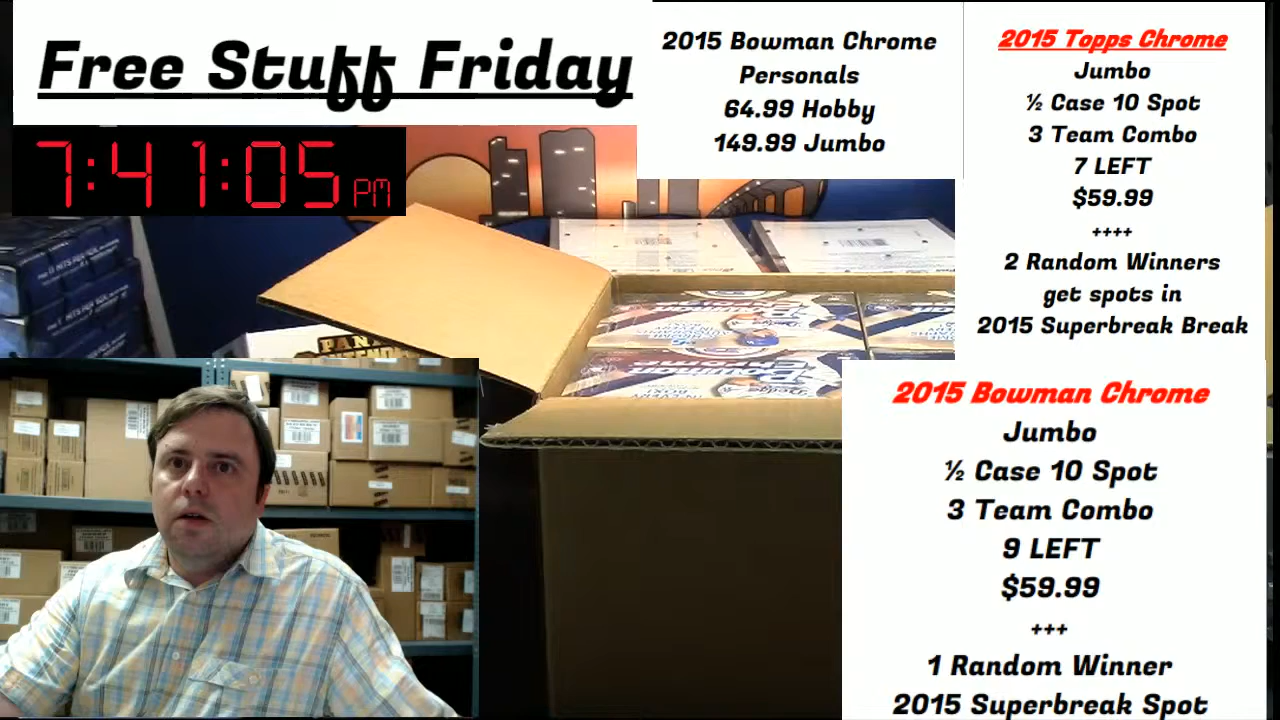 Free Stuff Friday
7:41:05 PM
2015 Bowman Chrome
Personals
64.99 Hobby
149.99 Jumbo
2015 Topps Chrome
Jumbo
½ Case 10 Spot
3 Team Combo
7 LEFT
$59.99
++++
2 Random Winners
get spots in
2015 Superbreak Break
2015 Bowman Chrome
Jumbo
½ Case 10 Spot
3 Team Combo
9 LEFT
$59.99
+++
1 Random Winner
2015 Superbreak Spot